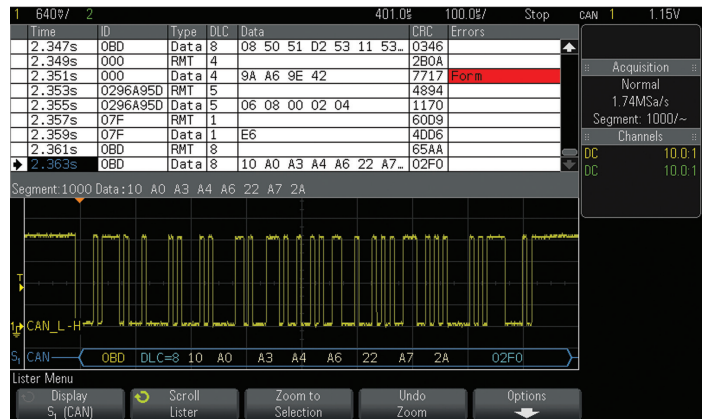 1 640%/ 2 401.0% 100.0%/ Stop CAN 1 1.15V
Time ID Type DLC Data CRC Errors
2.347s 0BD Data 8 08 50 51 D2 53 11 53… 0346
2.349s 000 RMT 4 2B0A
2.351s 000 Data 4 9A A6 9E 42 7717 Form
2.353s 0296A95D RMT 5 4894
2.355s 0296A95D Data 5 06 08 00 02 04 1170
2.357s 07F RMT 1 60D9
2.359s 07F Data 1 E6 4DD6
2.361s 0BD RMT 8 65AA
2.363s 0BD Data 8 10 A0 A3 A4 A6 22 A7… 02F0
Acquisition
Normal
1.74MSa/s
Segment: 1000/~
Channels
DC 10.0:1
DC 10.0:1
Segment:1000 Data:10 A0 A3 A4 A6 22 A7 2A
T
1 CAN_L-H
S1 CAN 0BD DLC=8 10 A0 A3 A4 A6 22 A7 2A 02F0
Lister Menu
Display
S1 (CAN)
Scroll
Lister
Zoom to
Selection
Undo
Zoom
Options